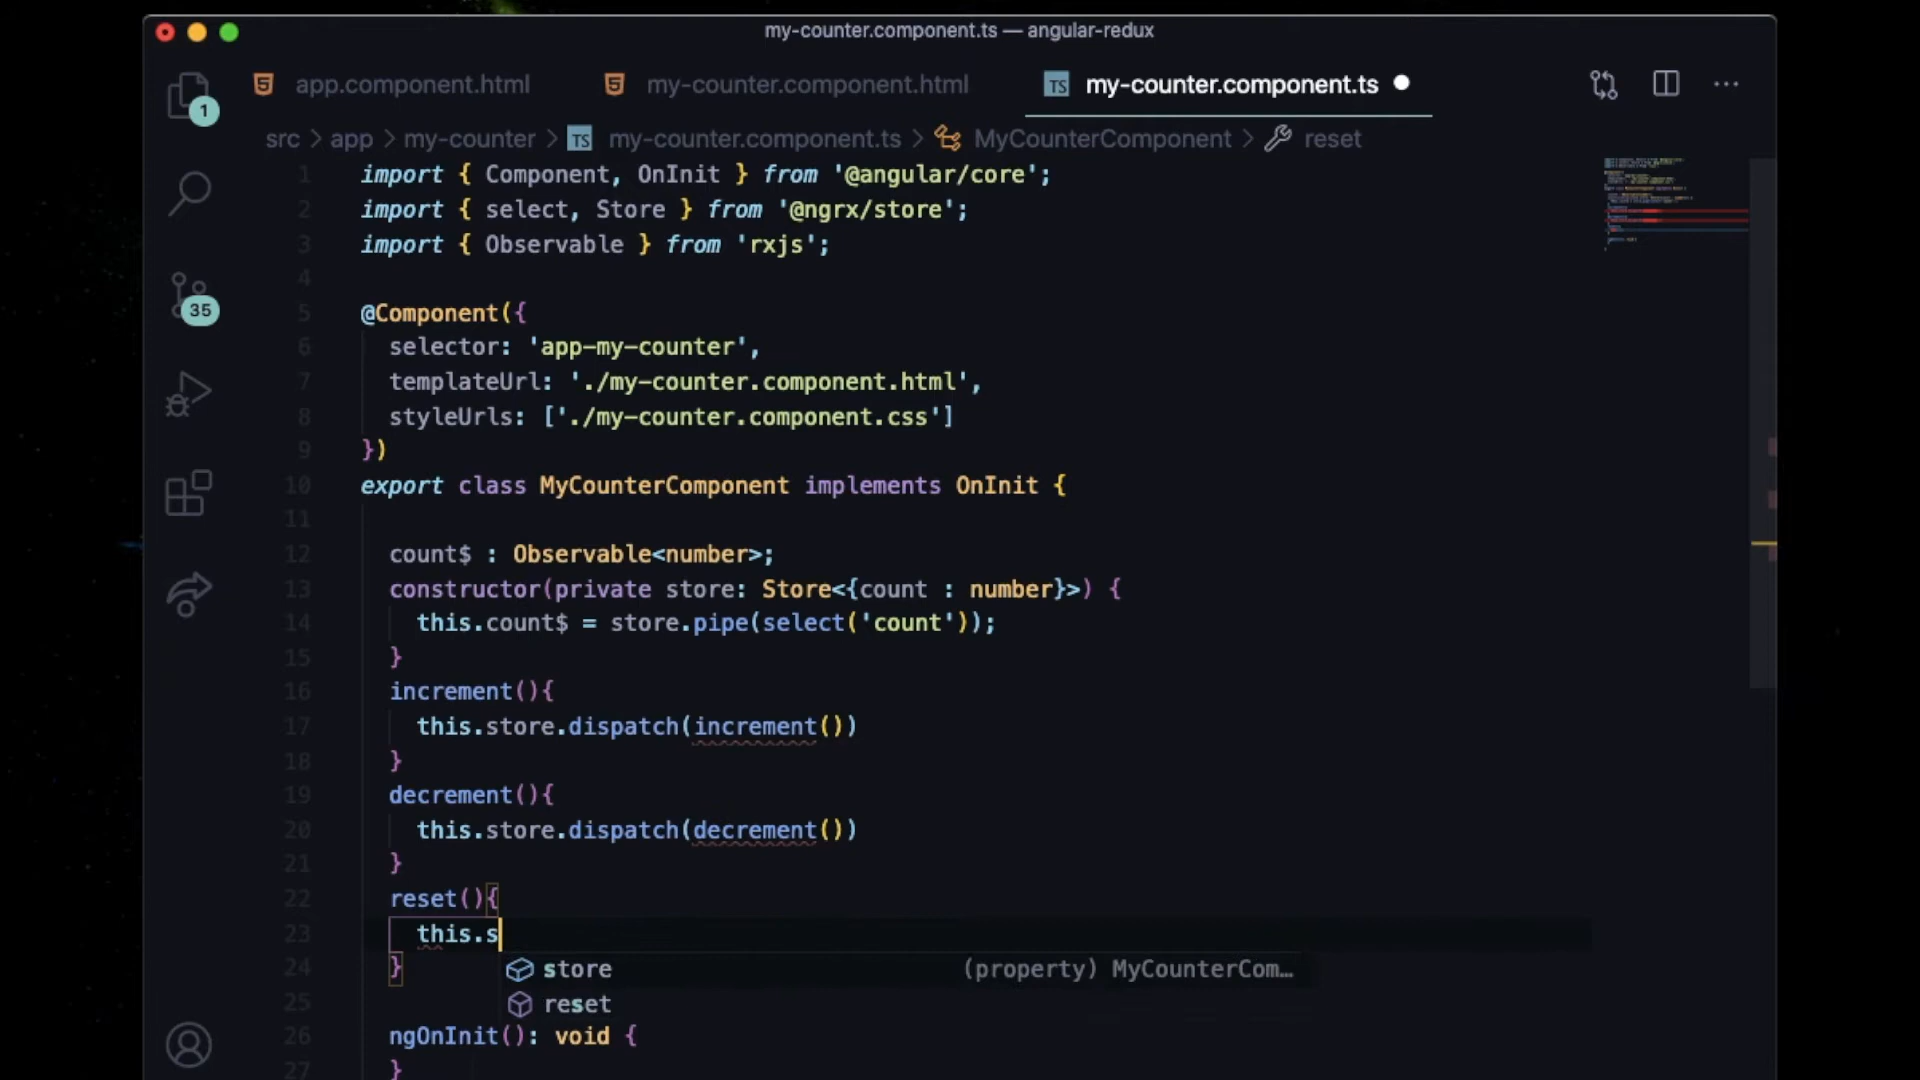 my-counter.component.ts — angular-redux
app.component.html my-counter.component.html TS my-counter.component.ts
1
src > app > my-counter > TS my-counter.component.ts > MyCounterComponent > reset
1 import { Component, OnInit } from '@angular/core';
2 import { select, Store } from '@ngrx/store';
3 import { Observable } from 'rxjs';
4
5 @Component({
35
6 selector: 'app-my-counter',
7 templateUrl: './my-counter.component.html',
8 styleUrls: ['./my-counter.component.css']
9 })
10 export class MyCounterComponent implements OnInit {
11
12 count$ : Observable<number>;
13 constructor(private store: Store<{count : number}>) {
14 this.count$ = store.pipe(select('count'));
15 }
16 increment(){
17 this.store.dispatch(increment())
18 }
19 decrement(){
20 this.store.dispatch(decrement())
21 }
22 reset(){
23 this.s
24 }
store (property) MyCounterCom…
25
reset
26 ngOnInit(): void {
27 }